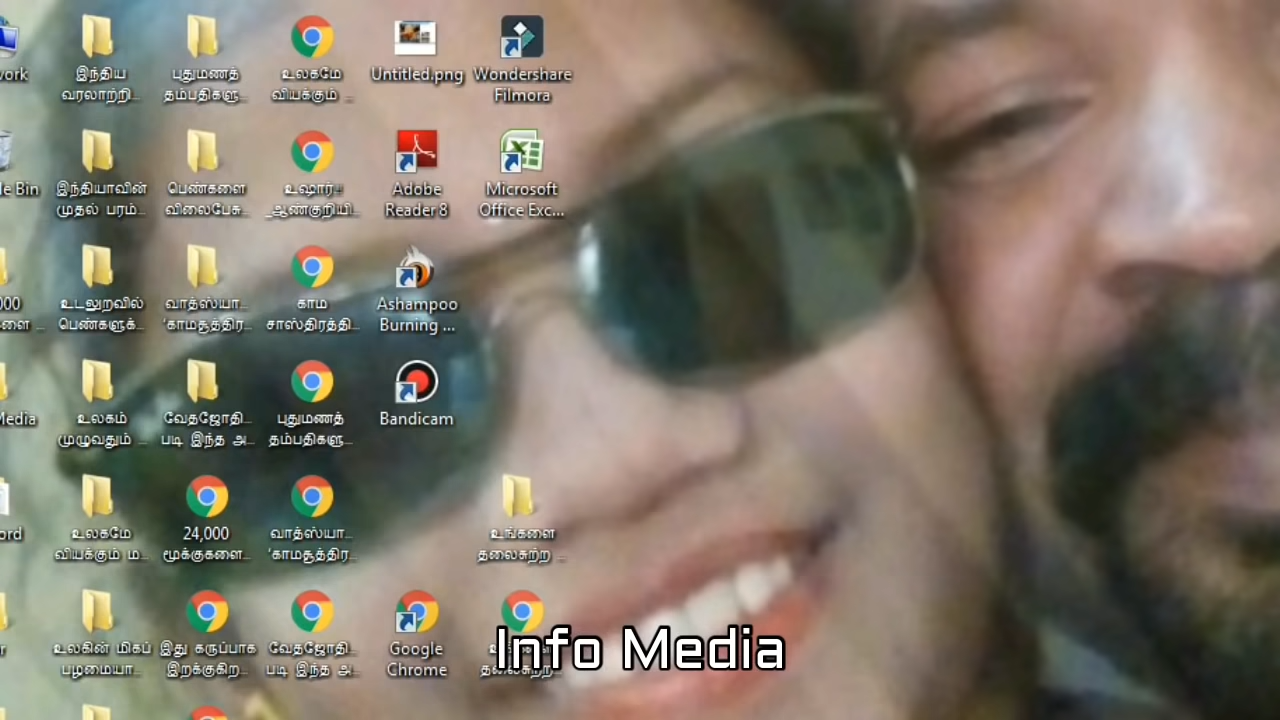 work
இந்திய
வரலாற்றி...
புதுமணத்
தம்பதிகளு...
உலகமே
வியக்கும் ...
Untitled.png
Wondershare
Filmora
le Bin
இந்தியாவின்
முதல் பரம்...
பெண்களை
விலைபேசு...
உஷார்!!
_ஆண்குறியி...
Adobe
Reader 8
Microsoft
Office Exc...
000
களை ...
உடலுறவில்
பெண்களுக்...
வாத்ஸ்யா...
'காமசூத்திர...
காம
சாஸ்திரத்தி...
Ashampoo
Burning ...
Media
உலகம்
முழுவதும் ...
வேதஜோதி...
படி இந்த அ...
புதுமணத்
தம்பதிகளு...
Bandicam
ord
உலகமே
வியக்கும் ம...
24,000
மூக்குகளை...
வாத்ஸ்யா...
'காமசூத்திர...
உங்களை
தலைசுற்ற ...
r
உலகின் மிகப்
பழமையா...
இது கருப்பாக
இறக்குகிற...
வேதஜோதி...
படி இந்த அ...
Google
Chrome
Info Media